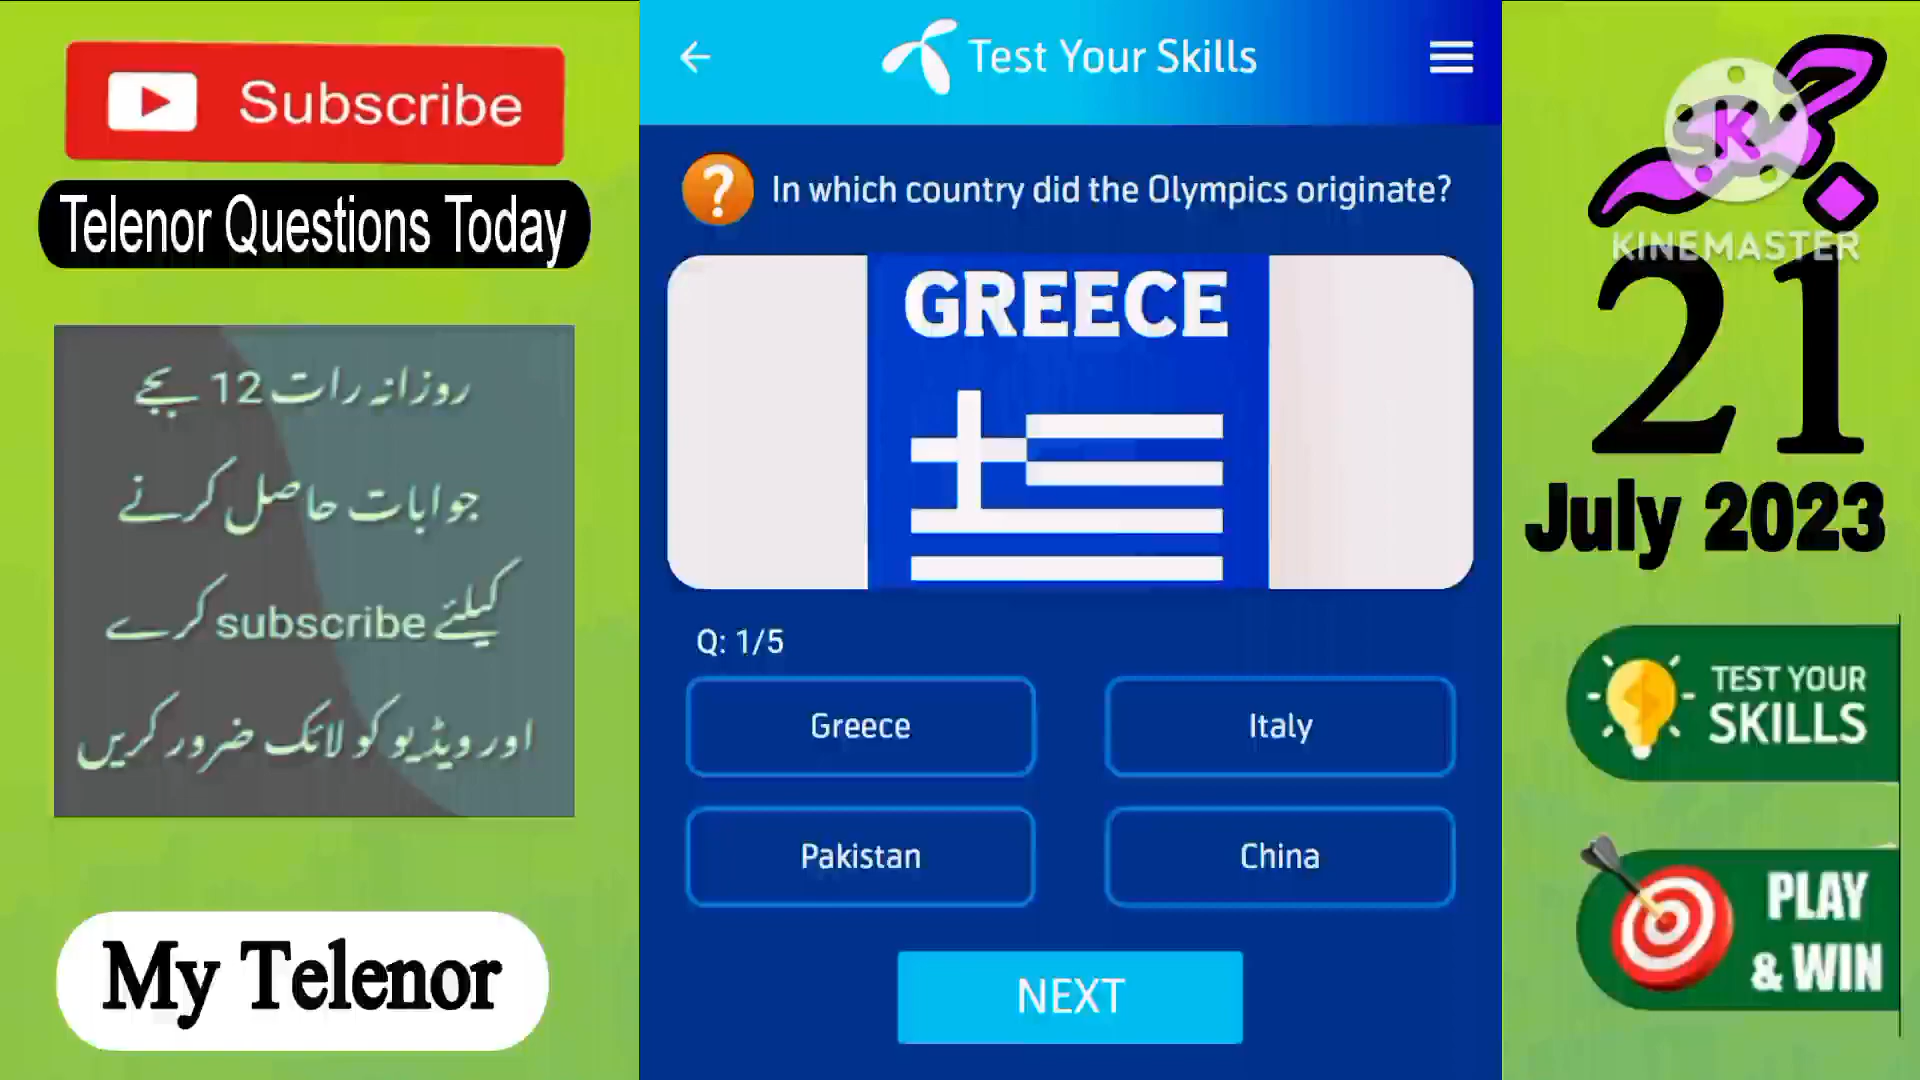 Subscribe
Telenor Questions Today
روزانہ رات 12 بجے
جوابات حاصل کرنے
کیلئے subscribe کرے
اور ویڈیو کو لائک ضرور کریں
My Telenor
Test Your Skills
In which country did the Olympics originate?
GREECE
Q: 1/5
Greece
Italy
Pakistan
China
NEXT
SK
KINEMASTER
21
July 2023
TEST YOUR
SKILLS
PLAY
& WIN